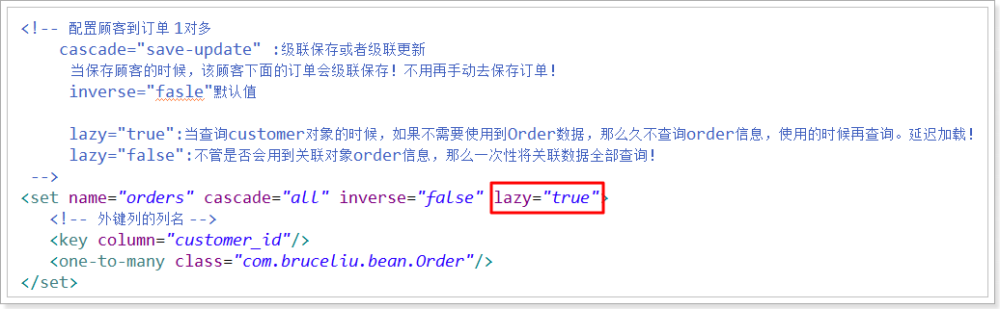 <!-- 配置顾客到订单 1对多
cascade="save-update" :级联保存或者级联更新
当保存顾客的时候，该顾客下面的订单会级联保存！不用再手动去保存订单！
inverse="fasle"默认值
lazy="true":当查询customer对象的时候，如果不需要使用到Order数据，那么久不查询order信息，使用的时候再查询。延迟加载！
lazy="false":不管是否会用到关联对象order信息，那么一次性将关联数据全部查询！
-->
<set name="orders" cascade="all" inverse="false" lazy="true">
<!-- 外键列的列名 -->
<key column="customer_id"/>
<one-to-many class="com.bruceliu.bean.Order"/>
</set>